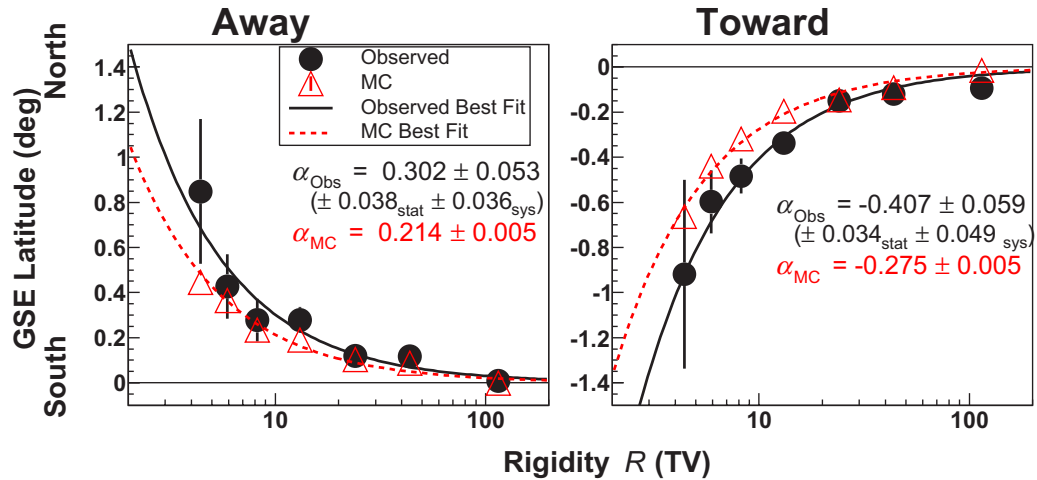 Away
Toward
North
GSE Latitude (deg)
South
1.4
1.2
1
0.8
0.6
0.4
0.2
0
Observed
MC
Observed Best Fit
MC Best Fit
αObs = 0.302 ± 0.053
(± 0.038stat ± 0.036sys)
αMC = 0.214 ± 0.005
10
100
0
-0.2
-0.4
-0.6
-0.8
-1
-1.2
-1.4
αObs = -0.407 ± 0.059
(± 0.034stat ± 0.049 sys)
αMC = -0.275 ± 0.005
10
100
Rigidity R (TV)